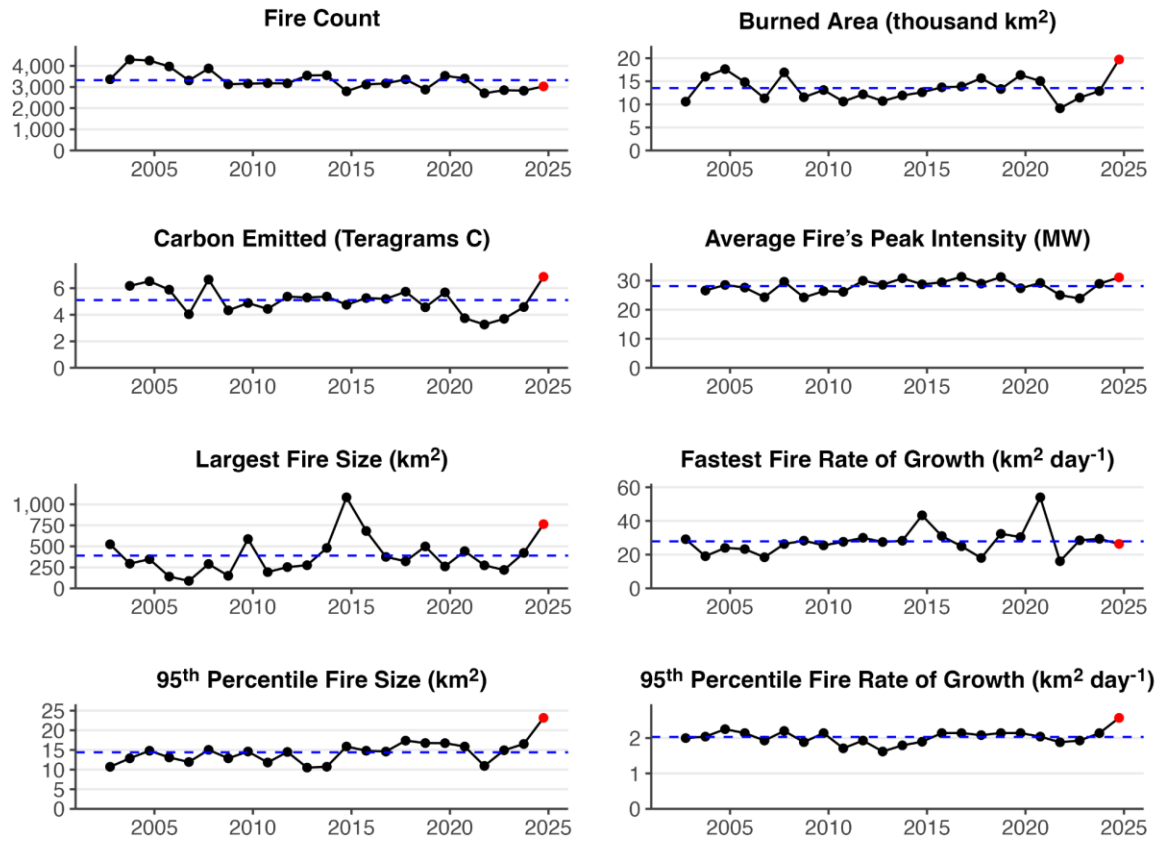 Fire Count
4,000
3,000
2,000
1,000
0
2005 2010 2015 2020 2025
Burned Area (thousand km²)
20
15
10
5
0
2005 2010 2015 2020 2025
Carbon Emitted (Teragrams C)
6
4
2
0
2005 2010 2015 2020 2025
Average Fire’s Peak Intensity (MW)
30
20
10
0
2005 2010 2015 2020 2025
Largest Fire Size (km²)
1,000
750
500
250
0
2005 2010 2015 2020 2025
Fastest Fire Rate of Growth (km² day⁻¹)
60
40
20
0
2005 2010 2015 2020 2025
95ᵗʰ Percentile Fire Size (km²)
25
20
15
10
5
0
2005 2010 2015 2020 2025
95ᵗʰ Percentile Fire Rate of Growth (km² day⁻¹)
2
1
0
2005 2010 2015 2020 2025